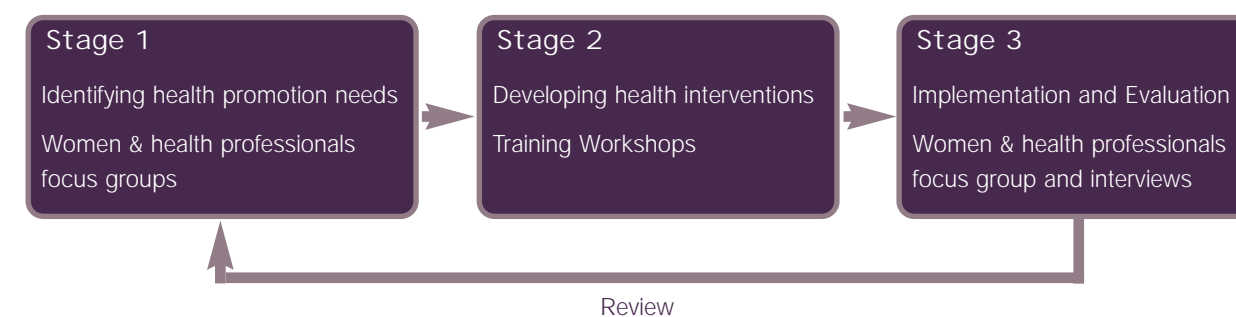 Stage 1
Identifying health promotion needs
Women & health professionals
focus groups
Stage 2
Developing health interventions
Training Workshops
Stage 3
Implementation and Evaluation
Women & health professionals
focus group and interviews
Review